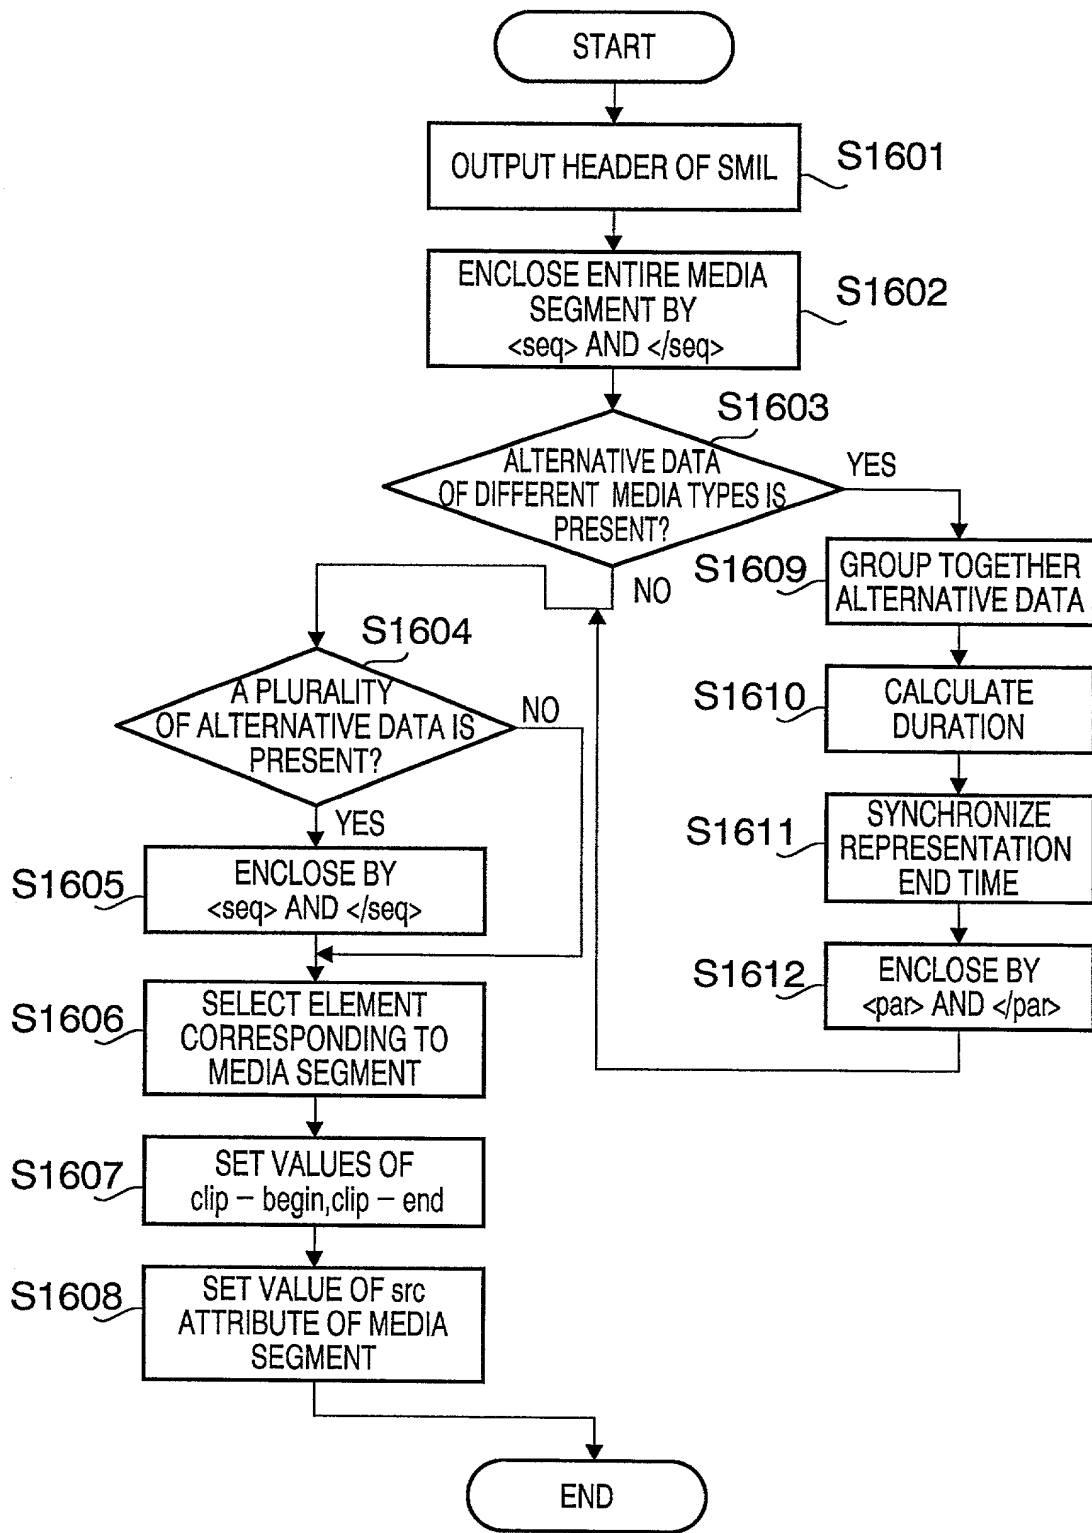 START
OUTPUT HEADER OF SMIL
S1601
ENCLOSE ENTIRE MEDIA
SEGMENT BY
<seq> AND </seq>
S1602
S1603
ALTERNATIVE DATA
OF DIFFERENT MEDIA TYPES IS
PRESENT?
YES
NO
S1609
GROUP TOGETHER
ALTERNATIVE DATA
S1604
A PLURALITY
OF ALTERNATIVE DATA IS
PRESENT?
NO
YES
S1610
CALCULATE
DURATION
S1611
SYNCHRONIZE
REPRESENTATION
END TIME
S1605
ENCLOSE BY
<seq> AND </seq>
S1612
ENCLOSE BY
<par> AND </par>
S1606
SELECT ELEMENT
CORRESPONDING TO
MEDIA SEGMENT
S1607
SET VALUES OF
clip – begin,clip – end
S1608
SET VALUE OF src
ATTRIBUTE OF MEDIA
SEGMENT
END